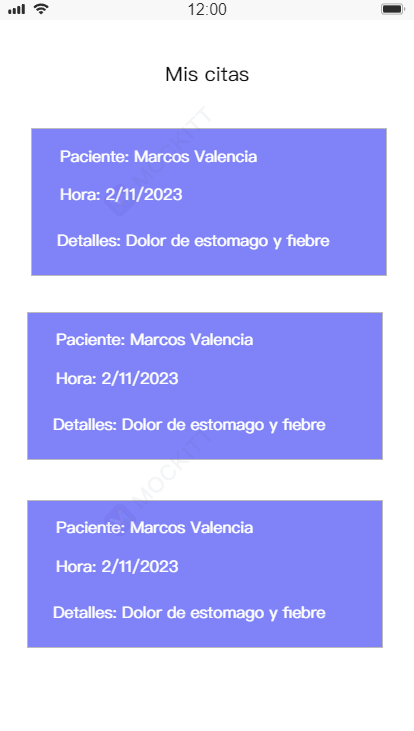 12:00
Mis citas
Paciente: Marcos Valencia
Hora: 2/11/2023
Detalles: Dolor de estomago y fiebre
Paciente: Marcos Valencia
Hora: 2/11/2023
Detalles: Dolor de estomago y fiebre
Paciente: Marcos Valencia
Hora: 2/11/2023
Detalles: Dolor de estomago y fiebre
MOCKITT
MOCKITT